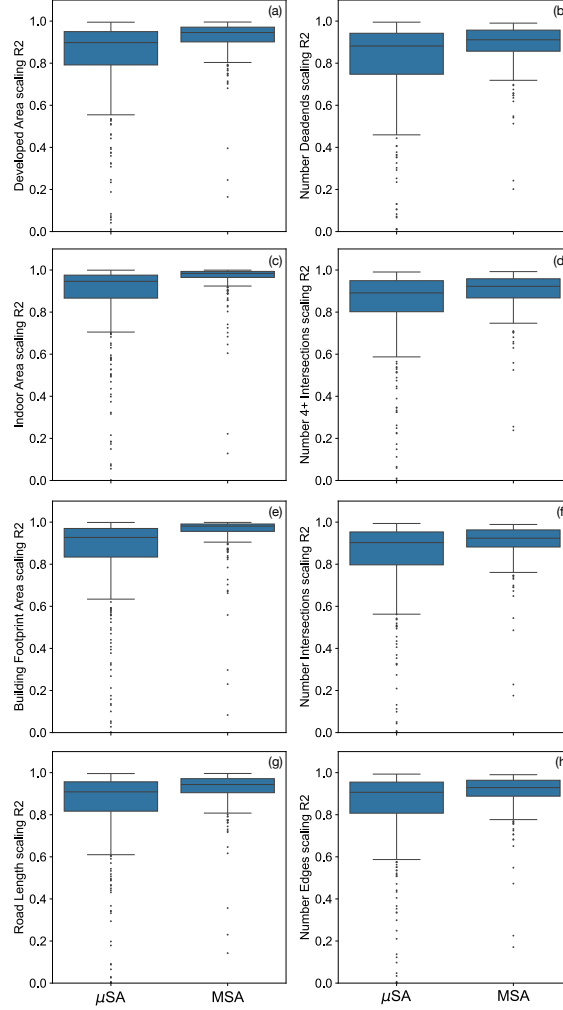 (a)
Developed Area scaling R2
1.0
0.8
0.6
0.4
0.2
0.0
(b)
Number Deadends scaling R2
1.0
0.8
0.6
0.4
0.2
0.0
(c)
Indoor Area scaling R2
1.0
0.8
0.6
0.4
0.2
0.0
(d)
Number 4+ Intersections scaling R2
1.0
0.8
0.6
0.4
0.2
0.0
(e)
Building Footprint Area scaling R2
1.0
0.8
0.6
0.4
0.2
0.0
(f)
Number Intersections scaling R2
1.0
0.8
0.6
0.4
0.2
0.0
(g)
Road Length scaling R2
1.0
0.8
0.6
0.4
0.2
0.0
μSA
MSA
(h
Number Edges scaling R2
1.0
0.8
0.6
0.4
0.2
0.0
μSA
MSA